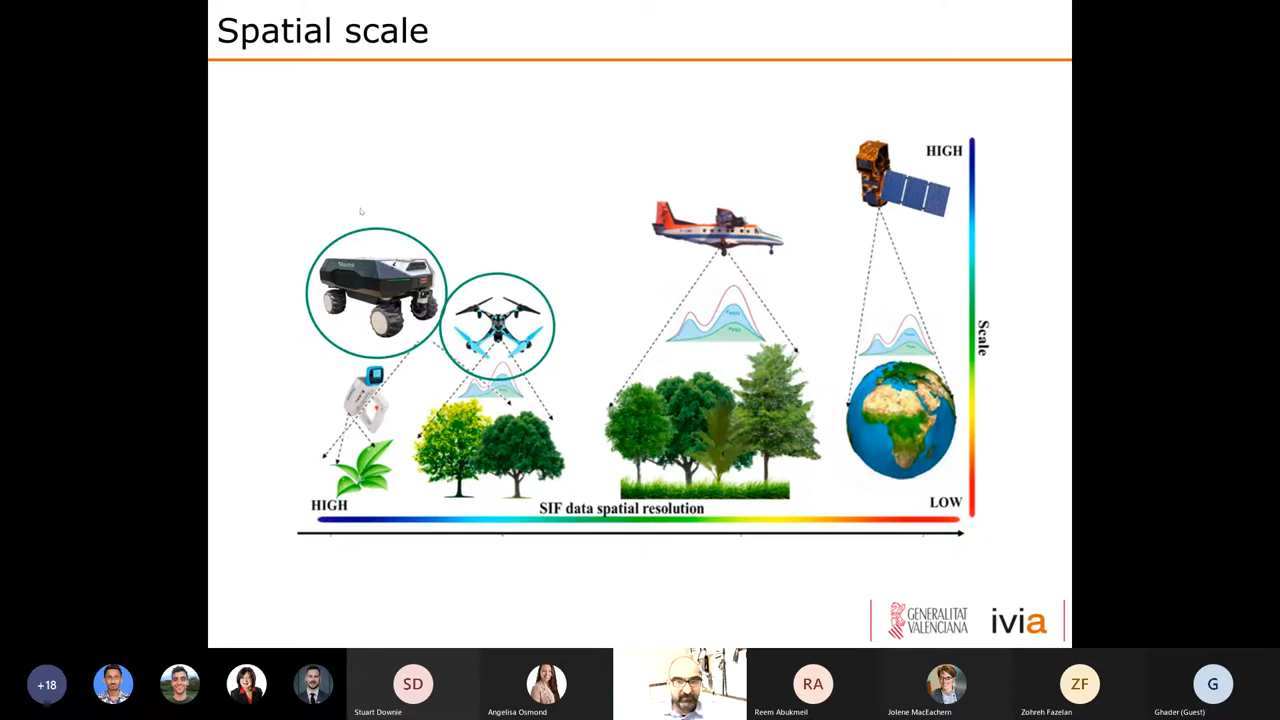 Spatial scale
HIGH
Scale
HIGH
SIF data spatial resolution
LOW
GENERALITAT
VALENCIANA
ivia
+18
SD
RA
ZF
G
Stuart Downie
Angelisa Osmond
Reem Abukmeil
Jolene MacEachern
Zohreh Fazelan
Ghader (Guest)